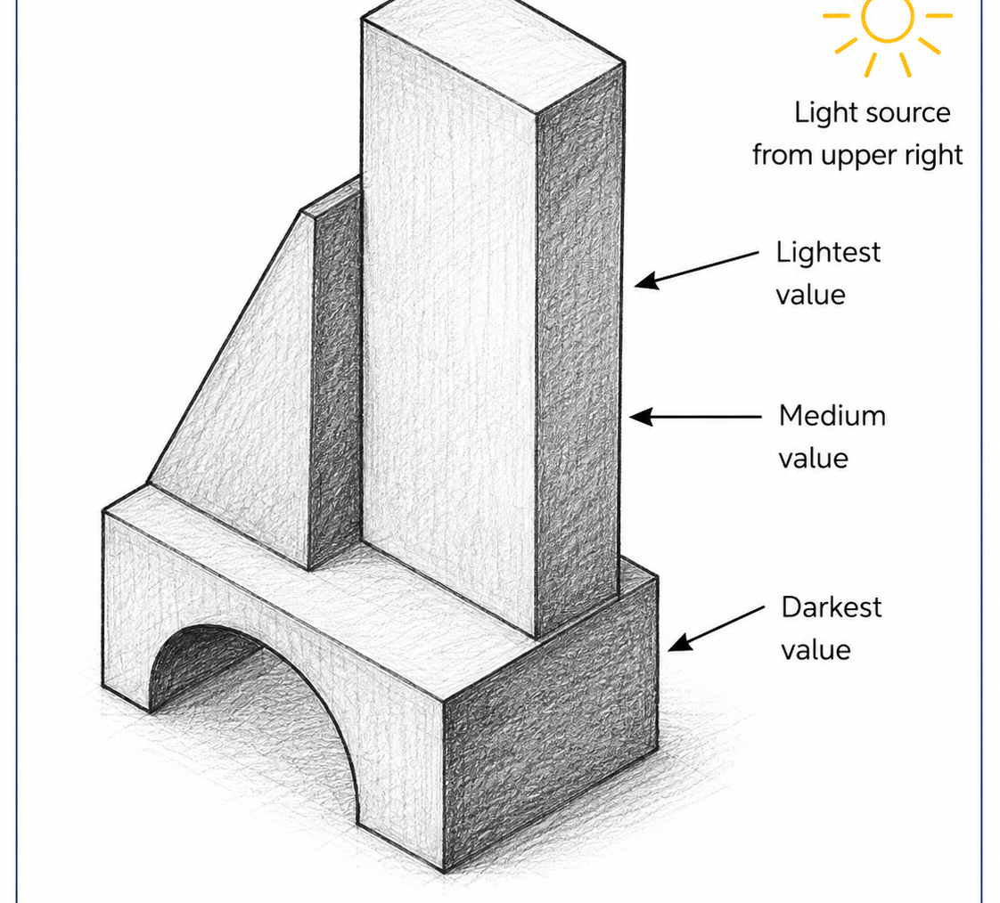 Light source
from upper right
Lightest
value
Medium
value
Darkest
value